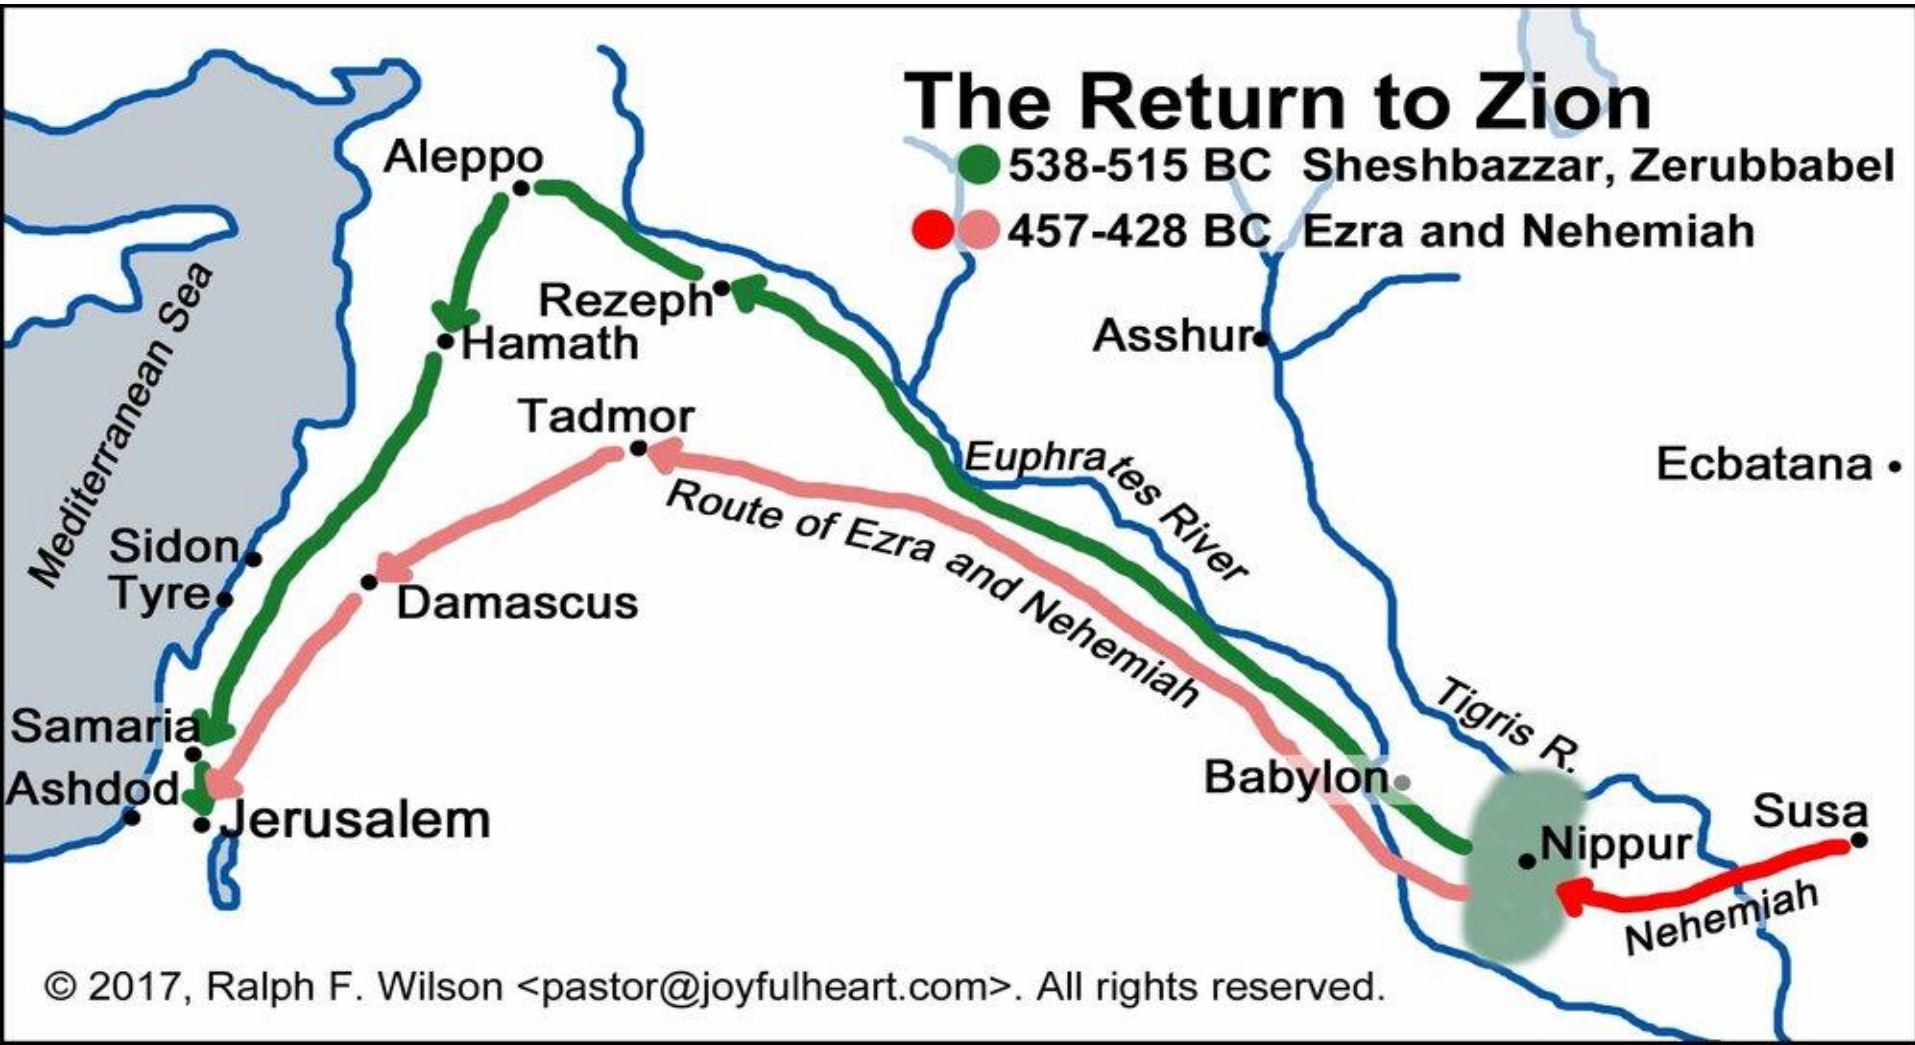 The Return to Zion
538-515 BC Sheshbazzar, Zerubbabel
457-428 BC Ezra and Nehemiah
Aleppo
Rezeph
Hamath
Asshur
Tadmor
Ecbatana
Mediterranean Sea
Euphrates River
Route of Ezra and Nehemiah
Sidon
Tyre
Damascus
Samaria
Tigris R.
Ashdod
Babylon
Jerusalem
Susa
Nippur
Nehemiah
© 2017, Ralph F. Wilson <pastor@joyfulheart.com>. All rights reserved.